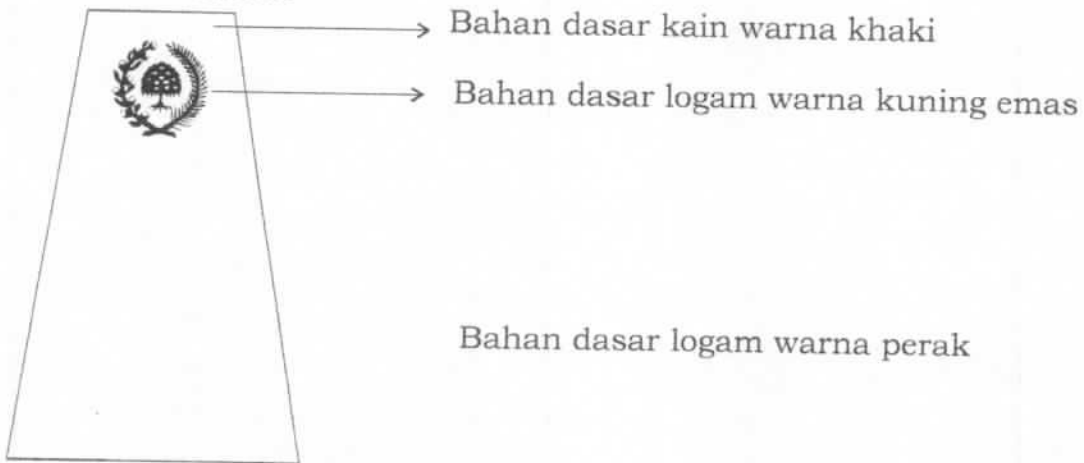 Bahan dasar kain warna khaki
Bahan dasar logam warna kuning emas
Bahan dasar logam warna perak